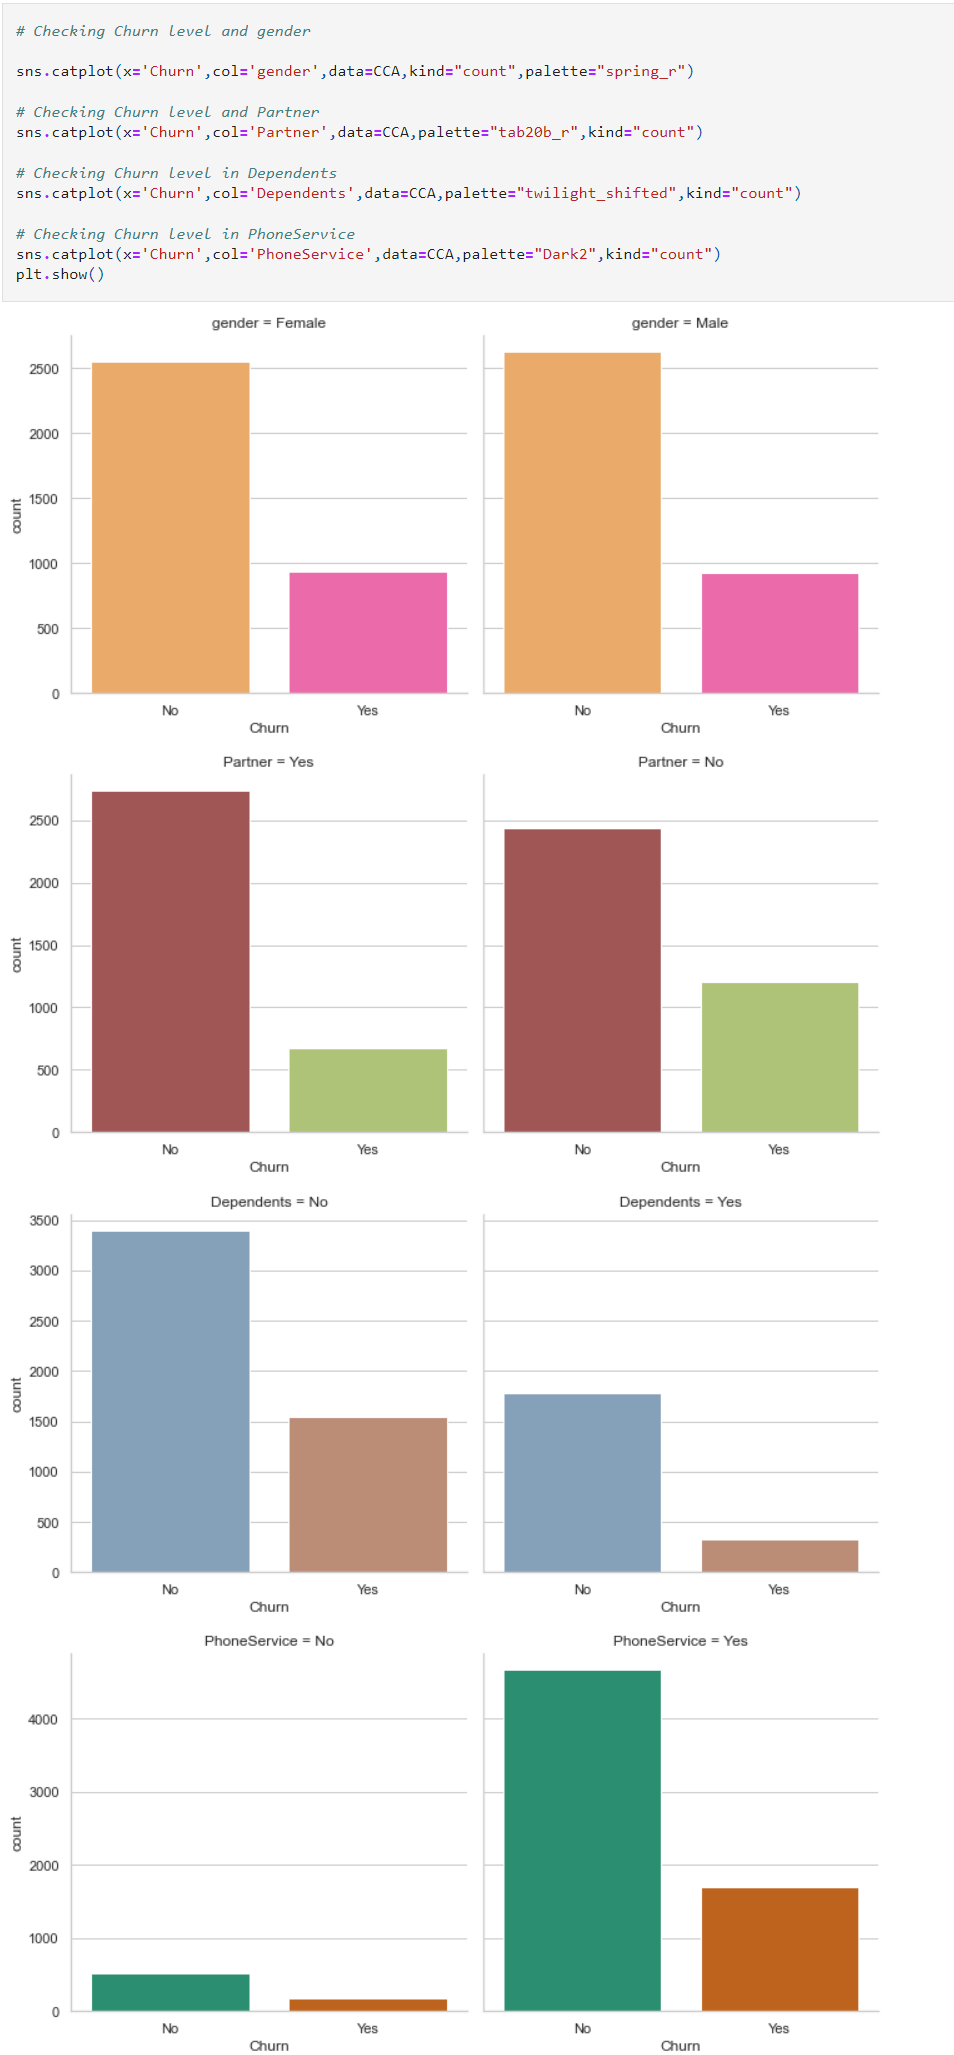 # Checking Churn level and gender
sns.catplot(x='Churn',col='gender',data=CCA,kind="count",palette="spring_r")
# Checking Churn level and Partner
sns.catplot(x='Churn',col='Partner',data=CCA,palette="tab20b_r",kind="count")
# Checking Churn level in Dependents
sns.catplot(x='Churn',col='Dependents',data=CCA,palette="twilight_shifted",kind="count")
# Checking Churn level in PhoneService
sns.catplot(x='Churn',col='PhoneService',data=CCA,palette="Dark2",kind="count")
plt.show()
gender = Female
gender = Male
2500
2000
1500
1000
500
0
count
No
Yes
Churn
No
Yes
Churn
Partner = Yes
Partner = No
2500
2000
1500
1000
500
0
count
No
Yes
Churn
No
Yes
Churn
Dependents = No
Dependents = Yes
3500
3000
2500
2000
1500
1000
500
0
count
No
Yes
Churn
No
Yes
Churn
PhoneService = No
PhoneService = Yes
4000
3000
2000
1000
0
count
No
Yes
Churn
No
Yes
Churn